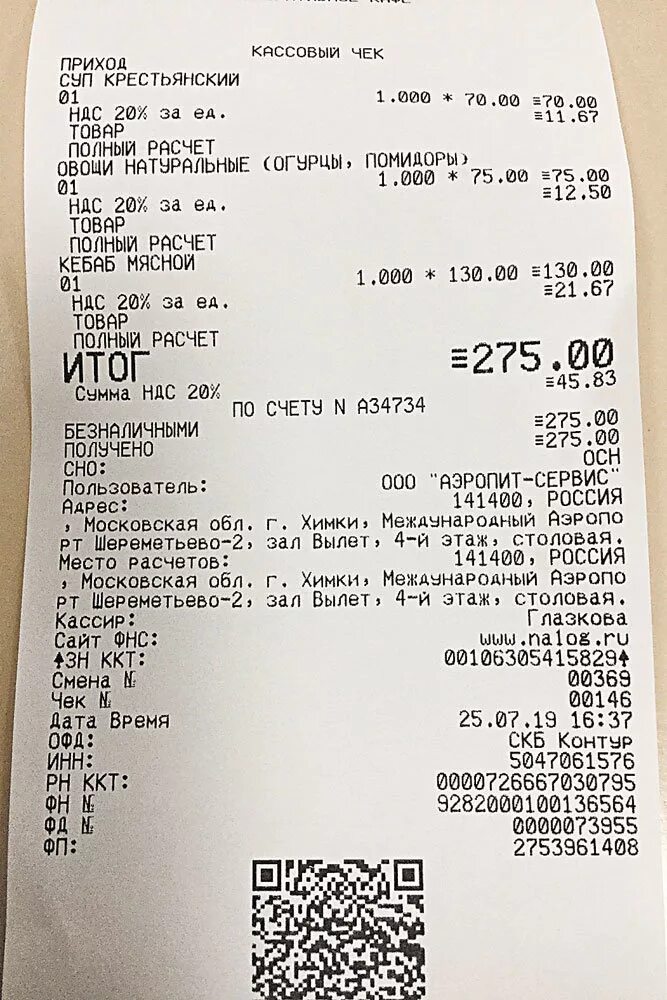 КАССОВЫЙ ЧЕК
ПРИХОД
СУП КРЕСТЬЯНСКИЙ
01 1.000 * 70.00 ≡70.00
НДС 20% за ед. ≡11.67
ТОВАР
ПОЛНЫЙ РАСЧЕТ
ОВОЩИ НАТУРАЛЬНЫЕ (ОГУРЦЫ, ПОМИДОРЫ)
01 1.000 * 75.00 ≡75.00
НДС 20% за ед. ≡12.50
ТОВАР
ПОЛНЫЙ РАСЧЕТ
КЕБАБ МЯСНОЙ
01 1.000 * 130.00 ≡130.00
НДС 20% за ед. ≡21.67
ТОВАР
ПОЛНЫЙ РАСЧЕТ
ИТОГ ≡275.00
Сумма НДС 20% ≡45.83
ПО СЧЕТУ N А34734
БЕЗНАЛИЧНЫМИ ≡275.00
ПОЛУЧЕНО ≡275.00
СНО: ОСН
Пользователь: ООО "АЭРОПИТ-СЕРВИС"
Адрес: 141400, РОССИЯ
, Московская обл. г. Химки, Международный Аэропо
рт Шереметьево-2, зал Вылет, 4-й этаж, столовая.
Место расчетов: 141400, РОССИЯ
, Московская обл. г. Химки, Международный Аэропо
рт Шереметьево-2, зал Вылет, 4-й этаж, столовая.
Кассир: Глазкова
Сайт ФНС: www.nalog.ru
↑ЗН ККТ: 00106305415829↑
Смена № 00369
Чек № 00146
Дата Время 25.07.19 16:37
ОФД: СКБ Контур
ИНН: 5047061576
РН ККТ: 0000726667030795
ФН № 9282000100136564
ФД № 0000073955
ФП: 2753961408